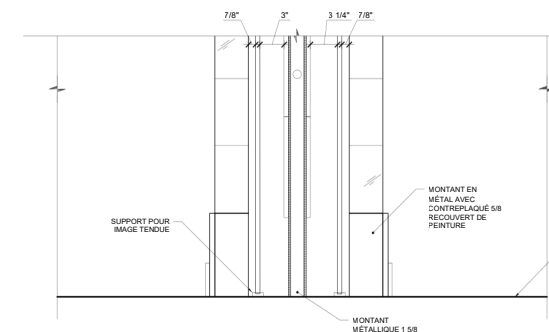 7/8" 3" 3 1/4" 7/8"
SUPPORT POUR
IMAGE TENDUE
MONTANT EN
MÉTAL AVEC
CONTREPLAQUÉ 5/8
RECOUVERT DE
PEINTURE
MONTANT
MÉTALLIQUE 1 5/8